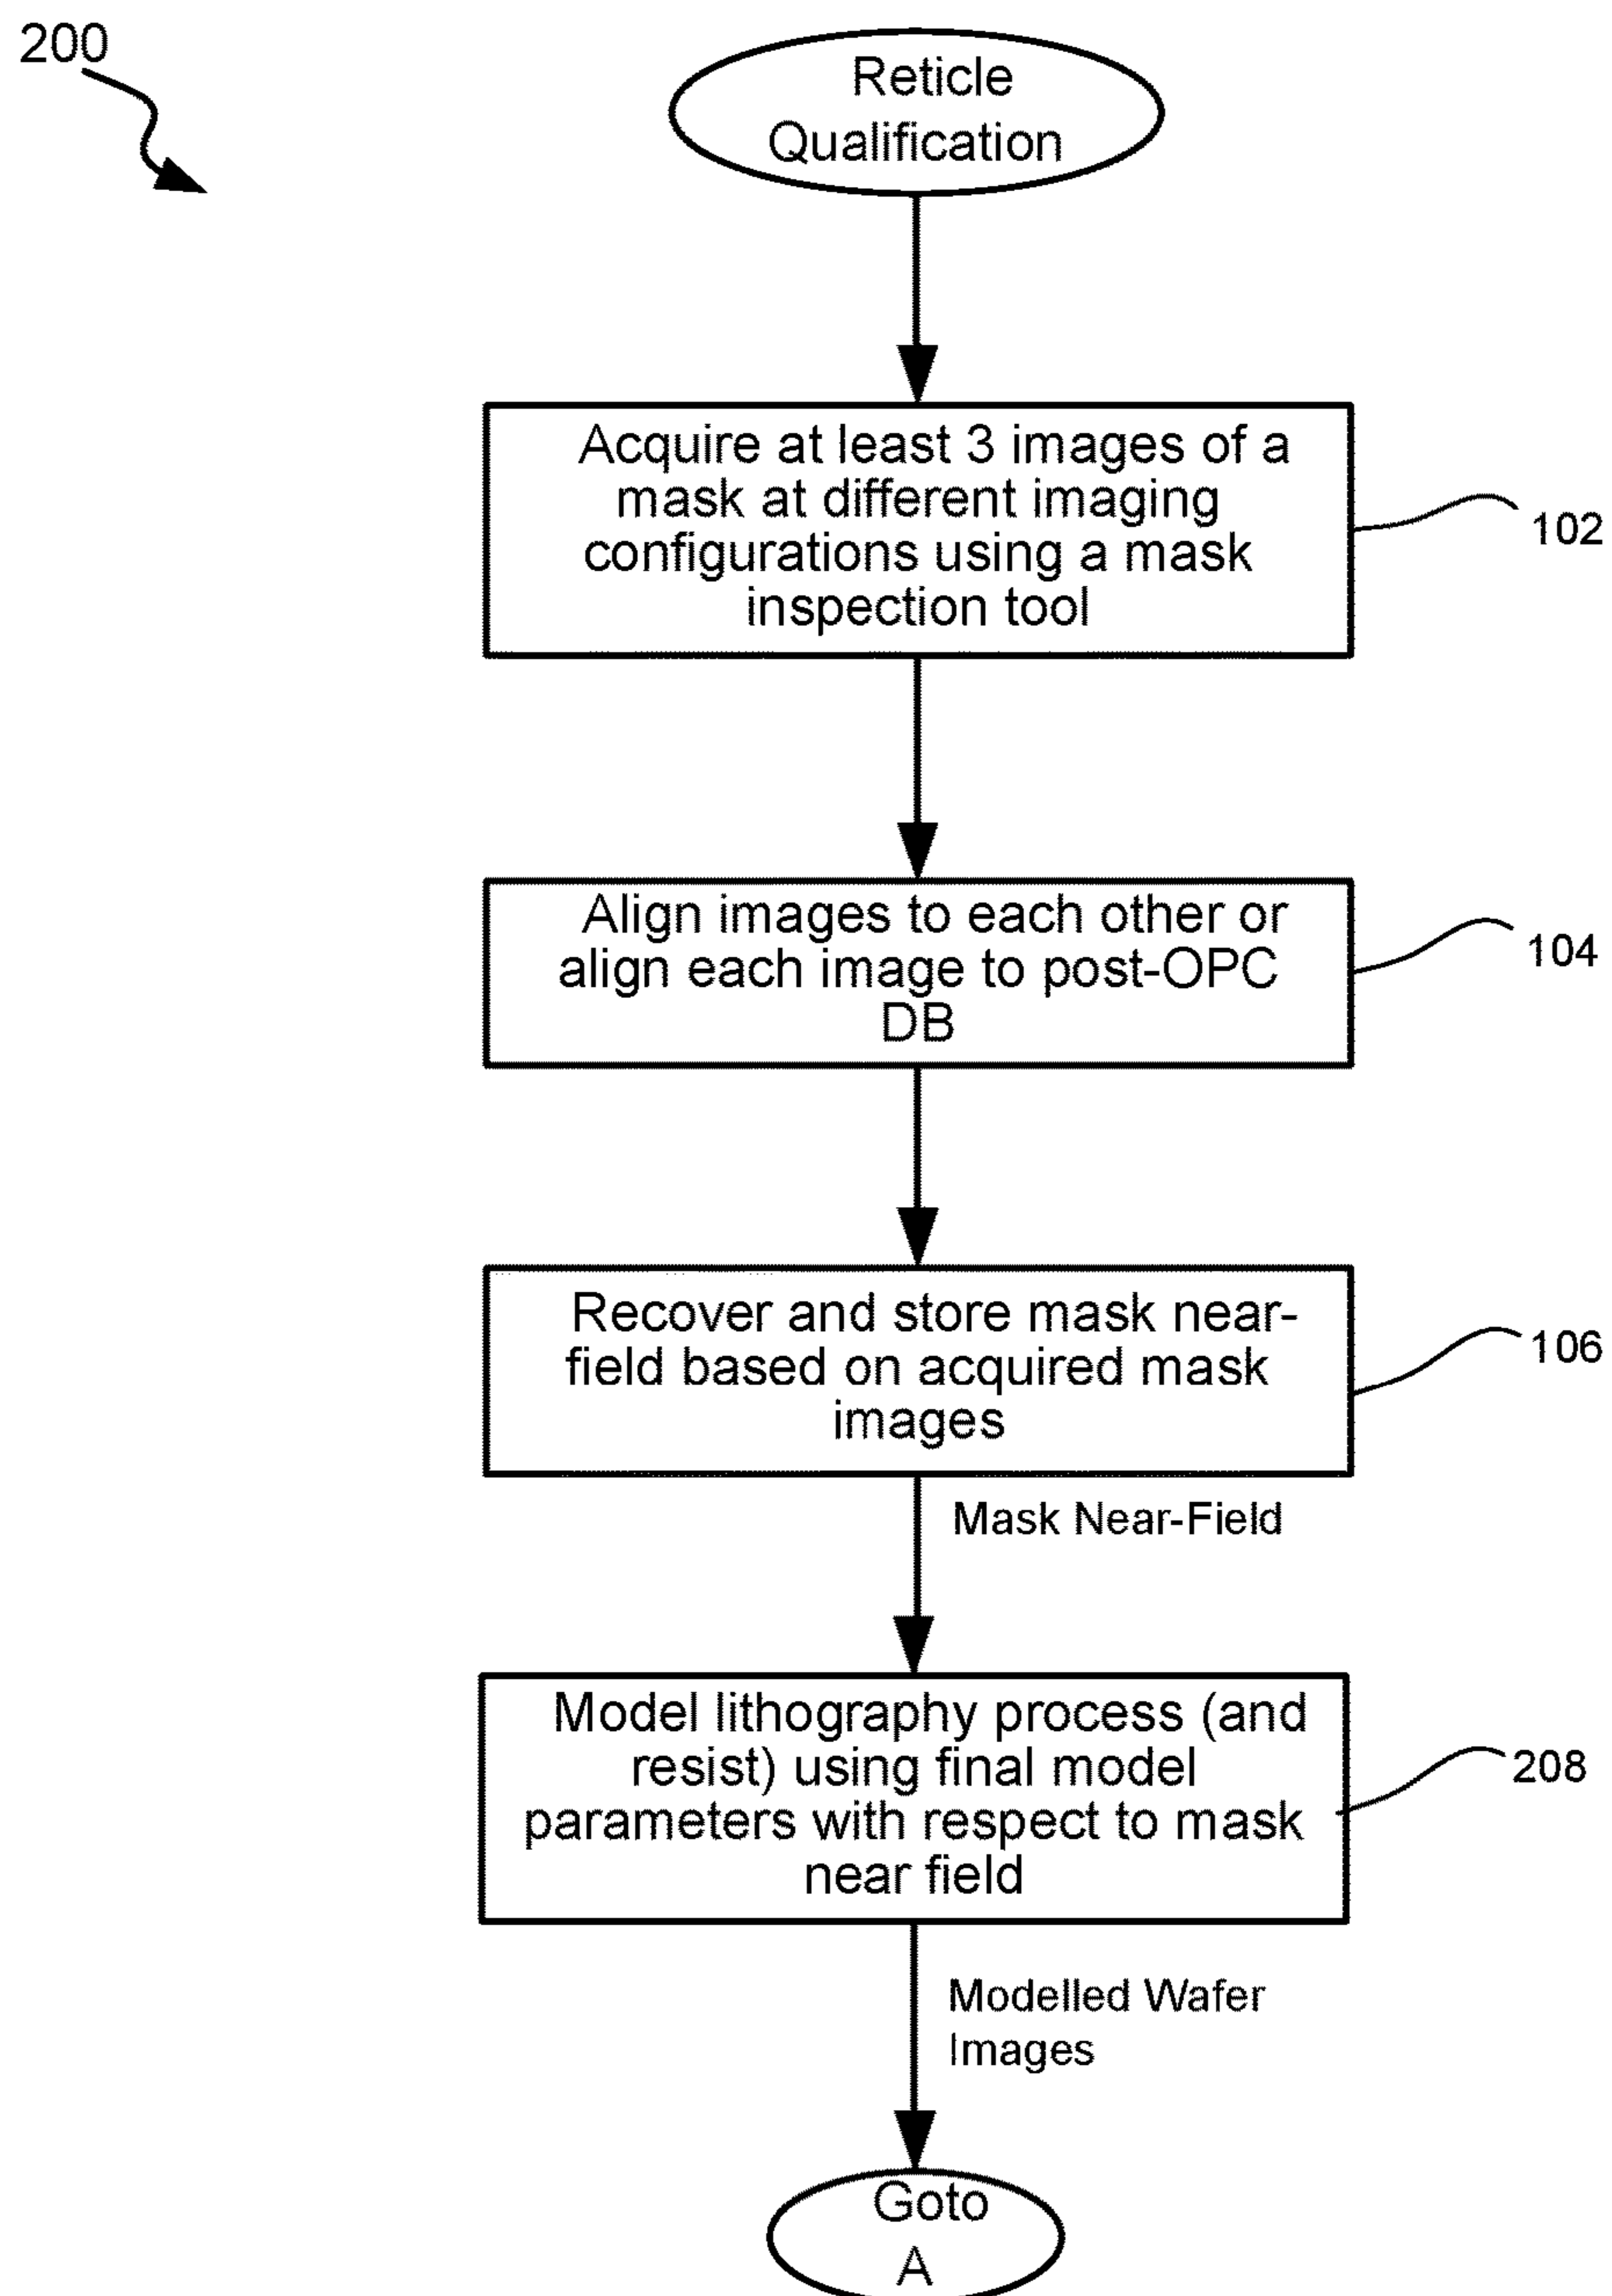 200
Reticle
Qualification
Acquire at least 3 images of a
mask at different imaging
configurations using a mask
inspection tool
102
Align images to each other or
align each image to post-OPC
DB
104
Recover and store mask near-
field based on acquired mask
images
106
Mask Near-Field
Model lithography process (and
resist) using final model
parameters with respect to mask
near field
208
Modelled Wafer
Images
Goto
A